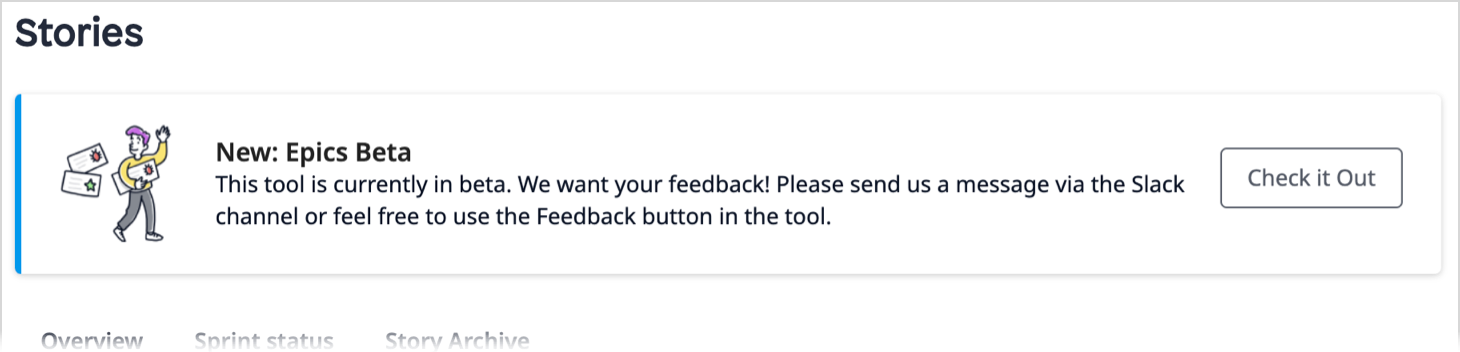 Stories
New: Epics Beta
This tool is currently in beta. We want your feedback! Please send us a message via the Slack
channel or feel free to use the Feedback button in the tool.
Check it Out
Overview Sprint status Story Archive